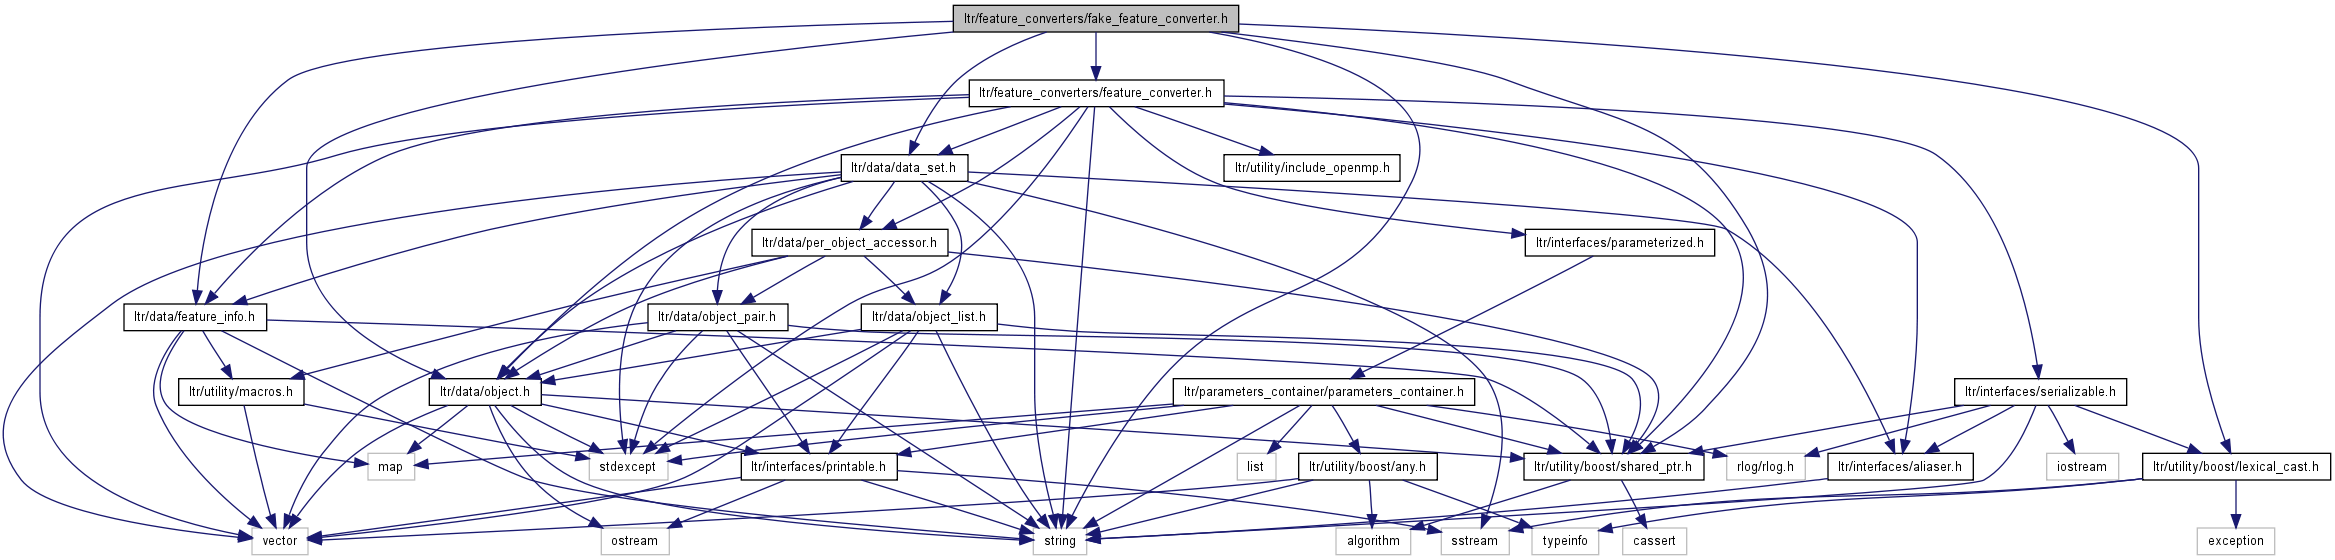 ltr/feature_converters/fake_feature_converter.h
ltr/feature_converters/feature_converter.h
ltr/data/data_set.h
ltr/utility/include_openmp.h
ltr/data/per_object_accessor.h
ltr/interfaces/parameterized.h
ltr/data/feature_info.h
ltr/data/object_pair.h
ltr/data/object_list.h
ltr/utility/macros.h
ltr/data/object.h
ltr/parameters_container/parameters_container.h
ltr/interfaces/serializable.h
map
stdexcept
ltr/interfaces/printable.h
list
ltr/utility/boost/any.h
ltr/utility/boost/shared_ptr.h
rlog/rlog.h
ltr/interfaces/aliaser.h
iostream
ltr/utility/boost/lexical_cast.h
vector
ostream
string
algorithm
sstream
typeinfo
cassert
exception